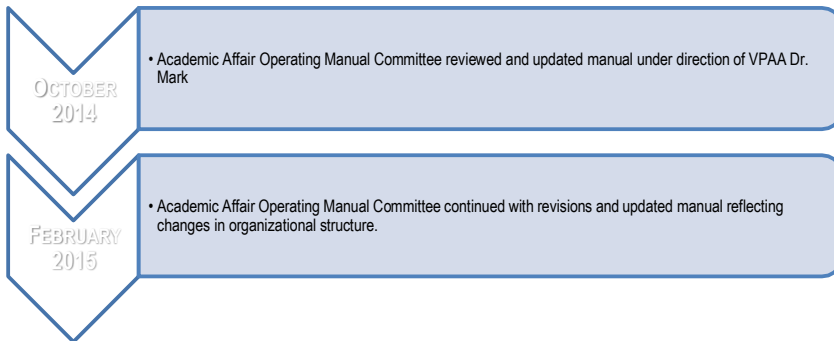 OCTOBER
2014
• Academic Affair Operating Manual Committee reviewed and updated manual under direction of VPAA Dr.
Mark
FEBRUARY
2015
• Academic Affair Operating Manual Committee continued with revisions and updated manual reflecting
changes in organizational structure.